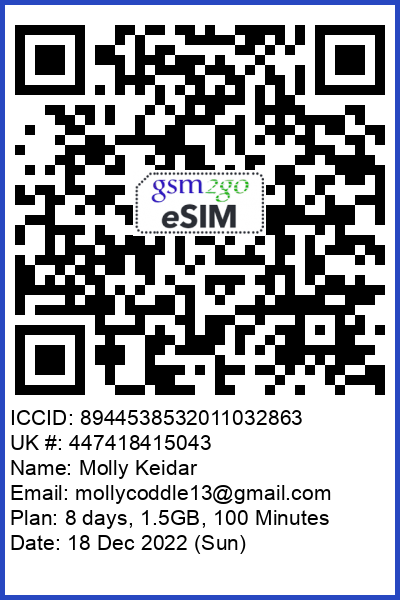 gsm2go
eSIM
ICCID: 8944538532011032863
UK #: 447418415043
Name: Molly Keidar
Email: mollycoddle13@gmail.com
Plan: 8 days, 1.5GB, 100 Minutes
Date: 18 Dec 2022 (Sun)